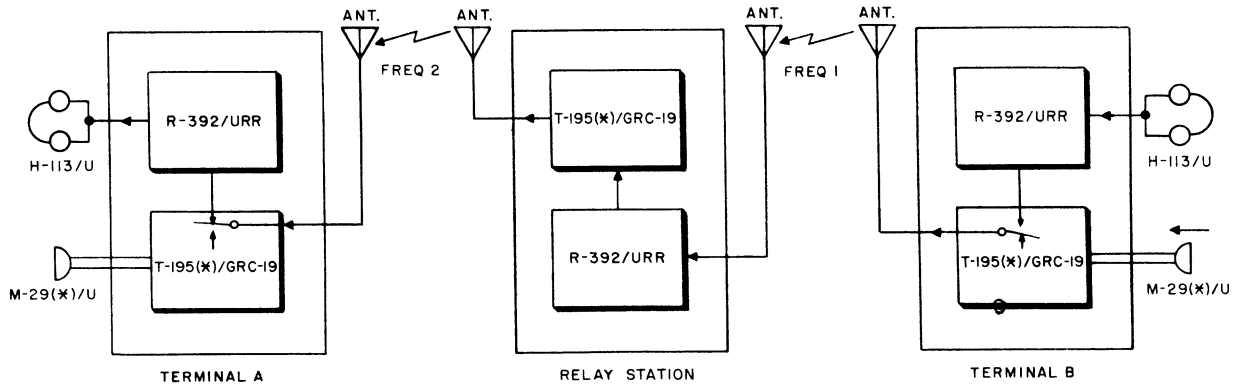 ANT.
ANT.
ANT.
ANT.
FREQ 2
FREQ 1
R-392/URR
H-113/U
T-195(*)/GRC-19
M-29(*)/U
TERMINAL A
T-195(*)/GRC-19
R-392/URR
RELAY STATION
R-392/URR
H-113/U
T-195(*)/GRC-19
M-29(*)/U
TERMINAL B